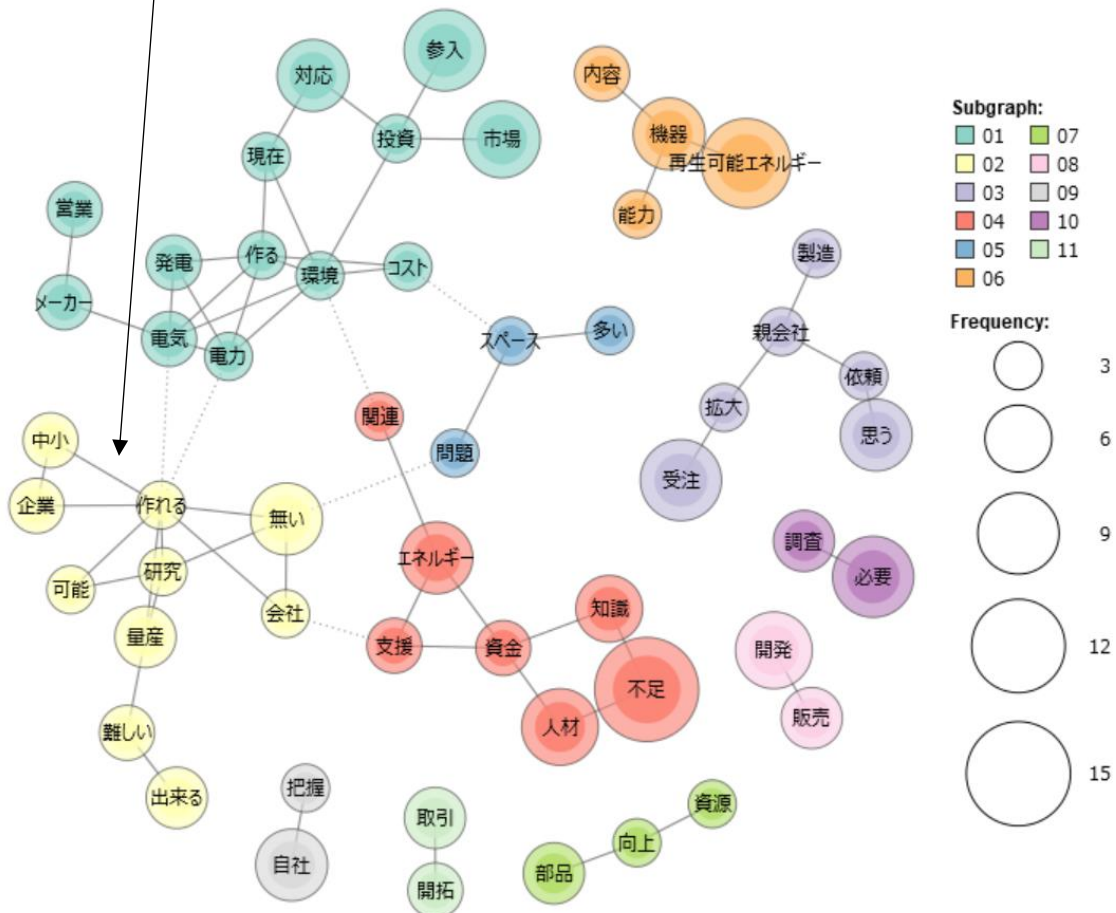 参入
対応
内容
市場
投資
機器
現在
再生可能エネルギー
営業
能力
作る
発電
環境
コスト
製造
メーカー
電気
電力
スペース
多い
親会社
関連
依頼
拡大
中小
問題
思う
企業
作れる
無い
受注
エネルギー
調査
研究
可能
必要
会社
知識
量産
支援
資金
開発
不足
難しい
人材
販売
出来る
把握
取引
資源
自社
向上
部品
開拓
Subgraph:
01 07
02 08
03 09
04 10
05 11
06
Frequency:
3
6
9
12
15